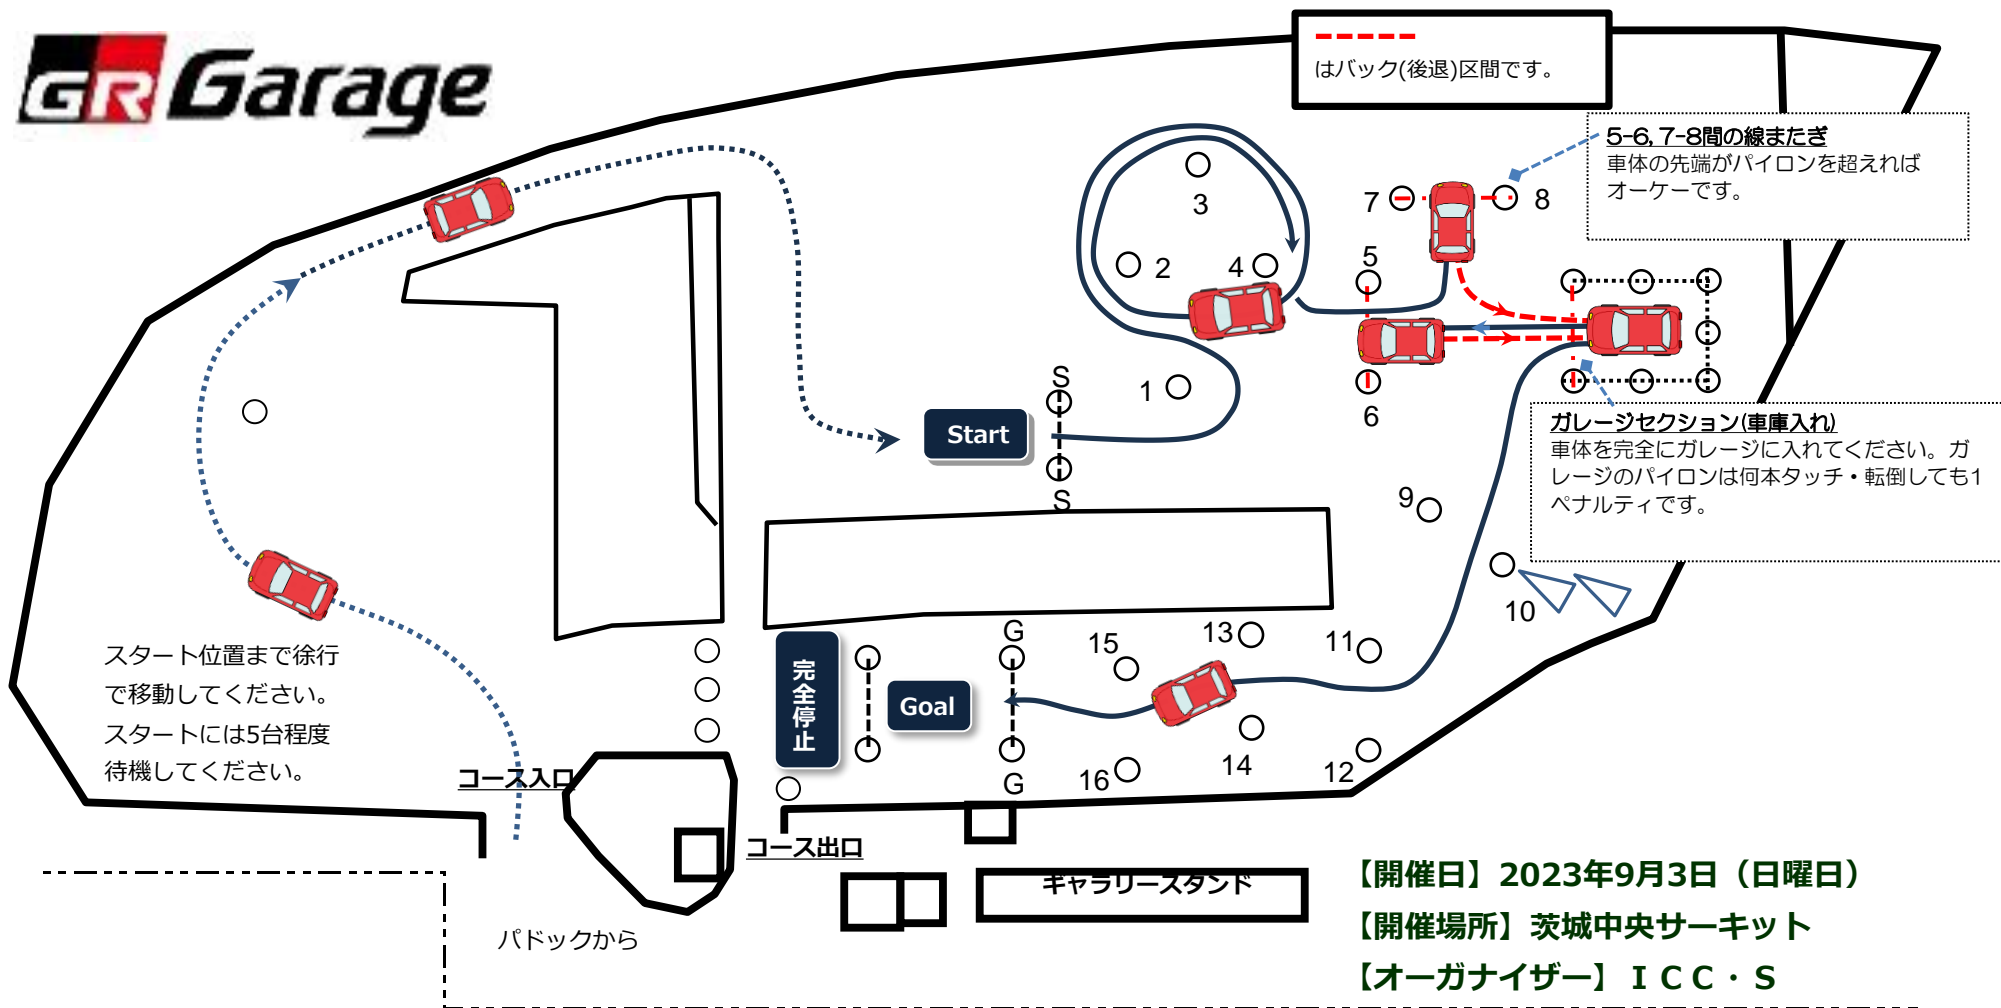 GR Garage
はバック(後退)区間です。
5-6, 7-8間の線またぎ
車体の先端がパイロンを超えれば
オーケーです。
3
7
8
2
4
5
6
1
S
Start
S
ガレージセクション(車庫入れ)
車体を完全にガレージに入れてください。ガ
レージのパイロンは何本タッチ・転倒しても1
ペナルティです。
9
10
スタート位置まで徐行
で移動してください。
スタートには5台程度
待機してください。
完全停止
Goal
G
G
15
13
11
16
14
12
コース入口
コース出口
ギャラリースタンド
パドックから
【開催日】2023年9月3日（日曜日）
【開催場所】茨城中央サーキット
【オーガナイザー】ＩＣＣ・Ｓ